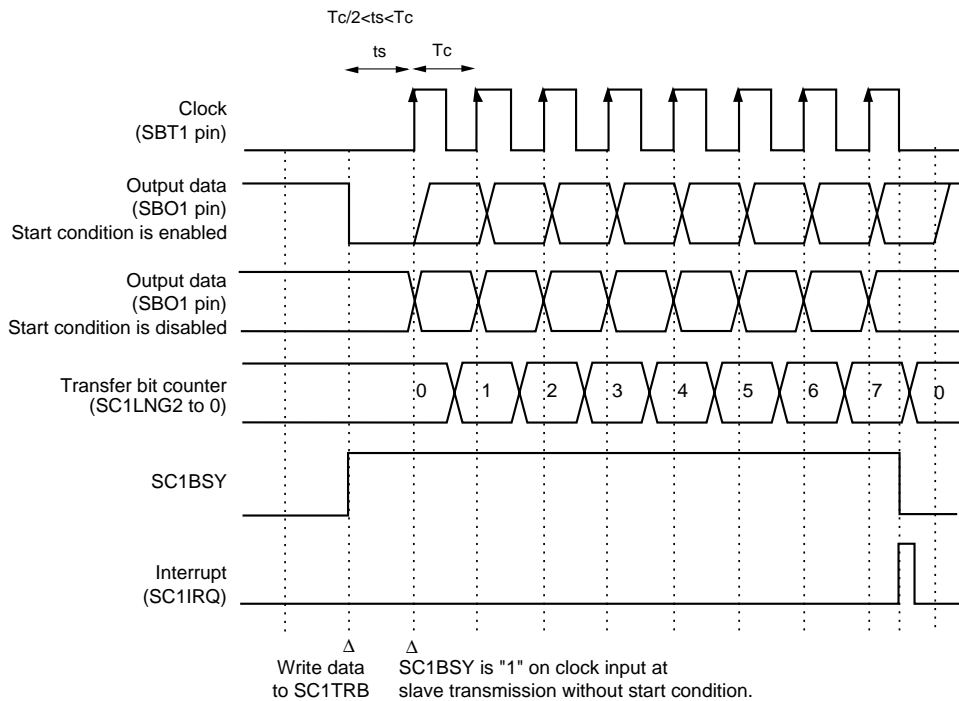 Tc/2<ts<Tc
ts
Tc
Clock
(SBT1 pin)
Output data
(SBO1 pin)
Start condition is enabled
Output data
(SBO1 pin)
Start condition is disabled
Transfer bit counter
(SC1LNG2 to 0)
0 1 2 3 4 5 6 7 0
SC1BSY
Interrupt
(SC1IRQ)
Δ Δ
Write data
to SC1TRB
SC1BSY is "1" on clock input at
slave transmission without start condition.